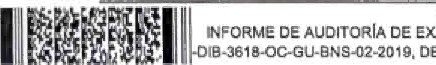 INFORME DE AUDITORÍA DE EX
-DIB-3618-OC-GU-BNS-02-2019, DE